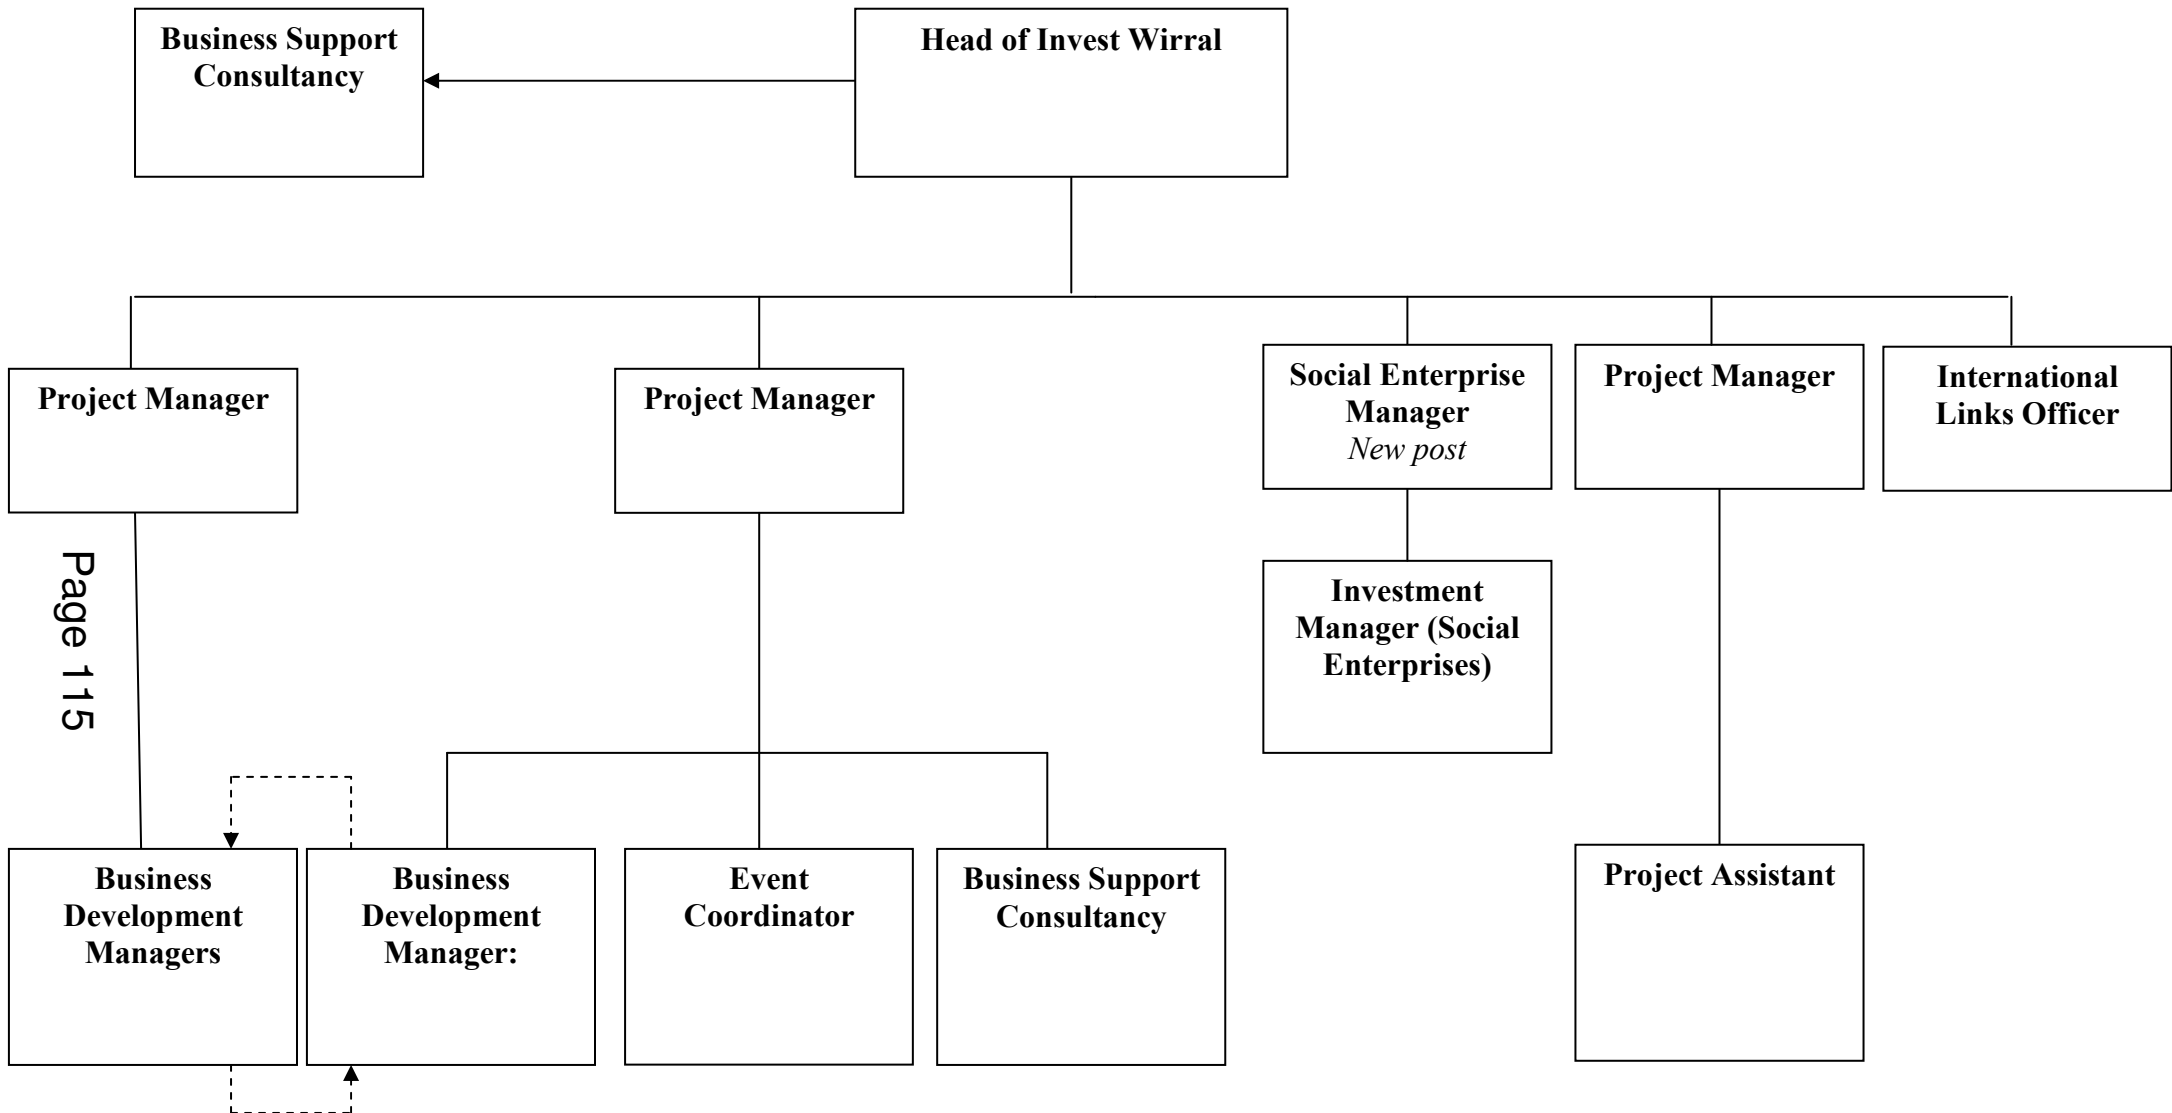 Business Support
Consultancy
Head of Invest Wirral
Project Manager
Project Manager
Social Enterprise
Manager
New post
Project Manager
International
Links Officer
Page 115
Investment
Manager (Social
Enterprises)
Business
Development
Managers
Business
Development
Manager:
Event
Coordinator
Business Support
Consultancy
Project Assistant